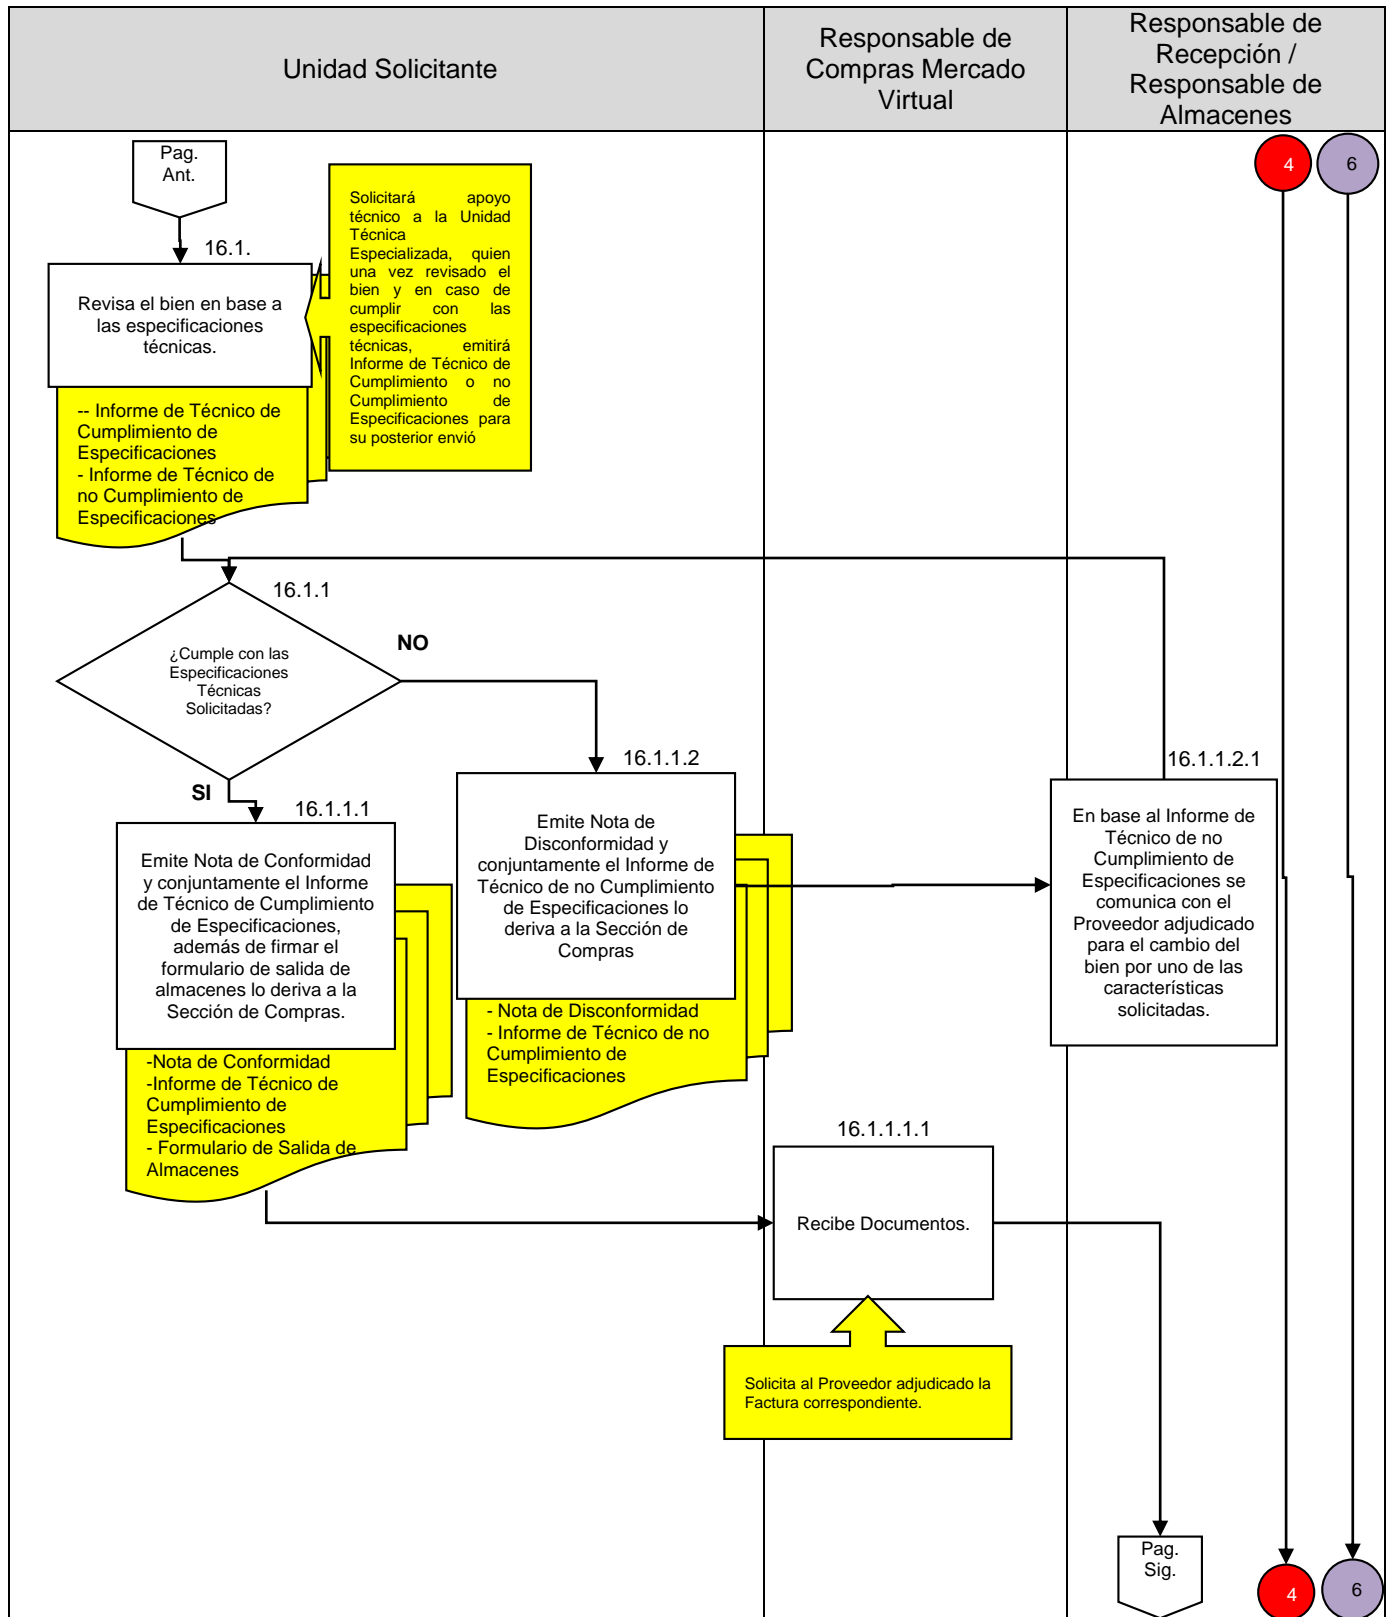 Unidad Solicitante
Responsable de
Compras Mercado
Virtual
Responsable de
Recepción /
Responsable de
Almacenes
Pag.
Ant.
4
6
Solicitará apoyo
técnico a la Unidad
Técnica
Especializada, quien
una vez revisado el
bien y en caso de
cumplir con las
especificaciones
técnicas, emitirá
Informe de Técnico de
Cumplimiento o no
Cumplimiento de
Especificaciones para
su posterior envió
16.1.
Revisa el bien en base a
las especificaciones
técnicas.
-- Informe de Técnico de
Cumplimiento de
Especificaciones
- Informe de Técnico de
no Cumplimiento de
Especificaciones
16.1.1
¿Cumple con las
Especificaciones
Técnicas
Solicitadas?
NO
SI
16.1.1.2
Emite Nota de
Disconformidad y
conjuntamente el Informe de
Técnico de no Cumplimiento
de Especificaciones lo
deriva a la Sección de
Compras
- Nota de Disconformidad
- Informe de Técnico de no
Cumplimiento de
Especificaciones
16.1.1.2.1
En base al Informe de
Técnico de no
Cumplimiento de
Especificaciones se
comunica con el
Proveedor adjudicado
para el cambio del
bien por uno de las
características
solicitadas.
16.1.1.1
Emite Nota de Conformidad
y conjuntamente el Informe
de Técnico de Cumplimiento
de Especificaciones,
además de firmar el
formulario de salida de
almacenes lo deriva a la
Sección de Compras.
-Nota de Conformidad
-Informe de Técnico de
Cumplimiento de
Especificaciones
- Formulario de Salida de
Almacenes
16.1.1.1.1
Recibe Documentos.
Solicita al Proveedor adjudicado la
Factura correspondiente.
Pag.
Sig.
4
6